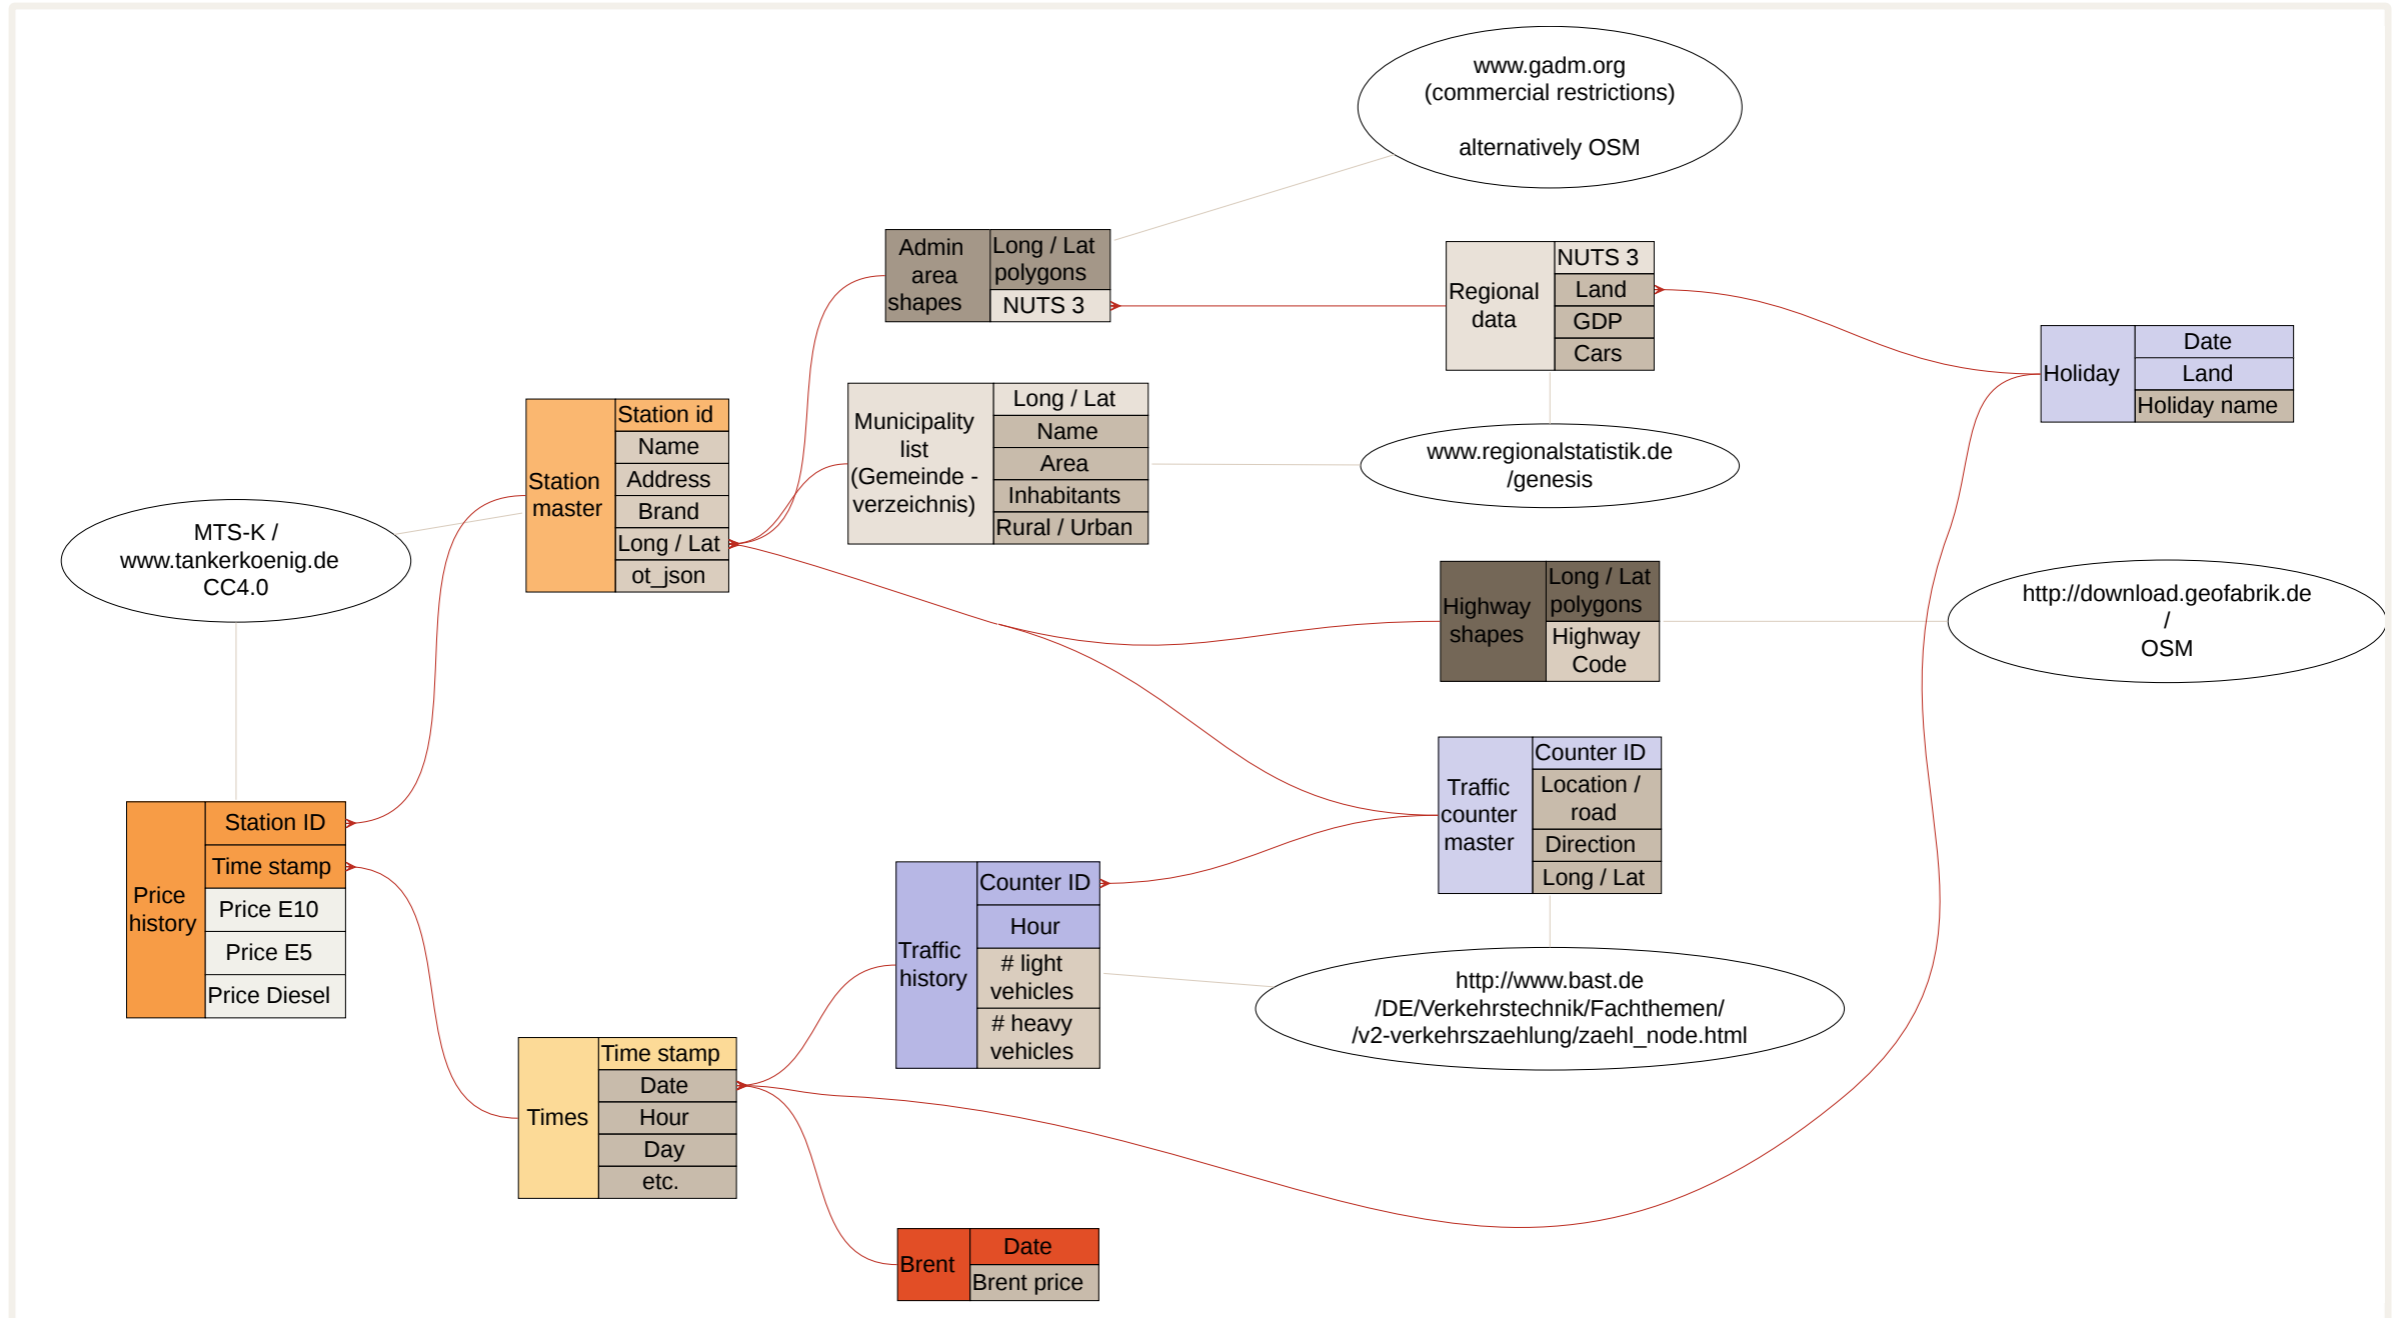 www.gadm.org
(commercial restrictions)
alternatively OSM
Admin
area
shapes
Long / Lat
polygons
NUTS 3
Regional
data
NUTS 3
Land
GDP
Cars
Holiday
Date
Land
Holiday name
Municipality
list
(Gemeinde -
verzeichnis)
Long / Lat
Name
Area
Inhabitants
Rural / Urban
www.regionalstatistik.de
/genesis
Station
master
Station id
Name
Address
Brand
Long / Lat
ot_json
MTS-K /
www.tankerkoenig.de
CC4.0
Highway
shapes
Long / Lat
polygons
Highway
Code
http://download.geofabrik.de
/
OSM
Traffic
counter
master
Counter ID
Location /
road
Direction
Long / Lat
Price
history
Station ID
Time stamp
Price E10
Price E5
Price Diesel
Traffic
history
Counter ID
Hour
# light
vehicles
# heavy
vehicles
http://www.bast.de
/DE/Verkehrstechnik/Fachthemen/
/v2-verkehrszaehlung/zaehl_node.html
Times
Time stamp
Date
Hour
Day
etc.
Brent
Date
Brent price